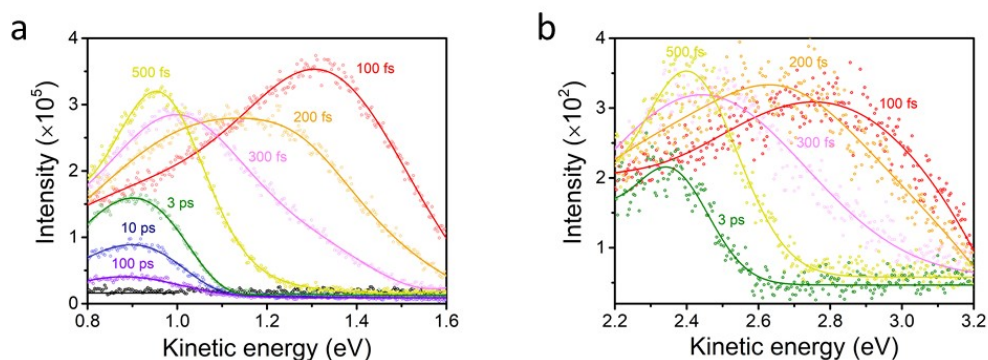 a
4
3
2
1
0
Intensity (×10⁵)
500 fs
100 fs
200 fs
300 fs
3 ps
10 ps
100 ps
0.8 1.0 1.2 1.4 1.6
Kinetic energy (eV)
b
4
3
2
1
Intensity (×10²)
500 fs
200 fs
100 fs
300 fs
3 ps
2.2 2.4 2.6 2.8 3.0 3.2
Kinetic energy (eV)